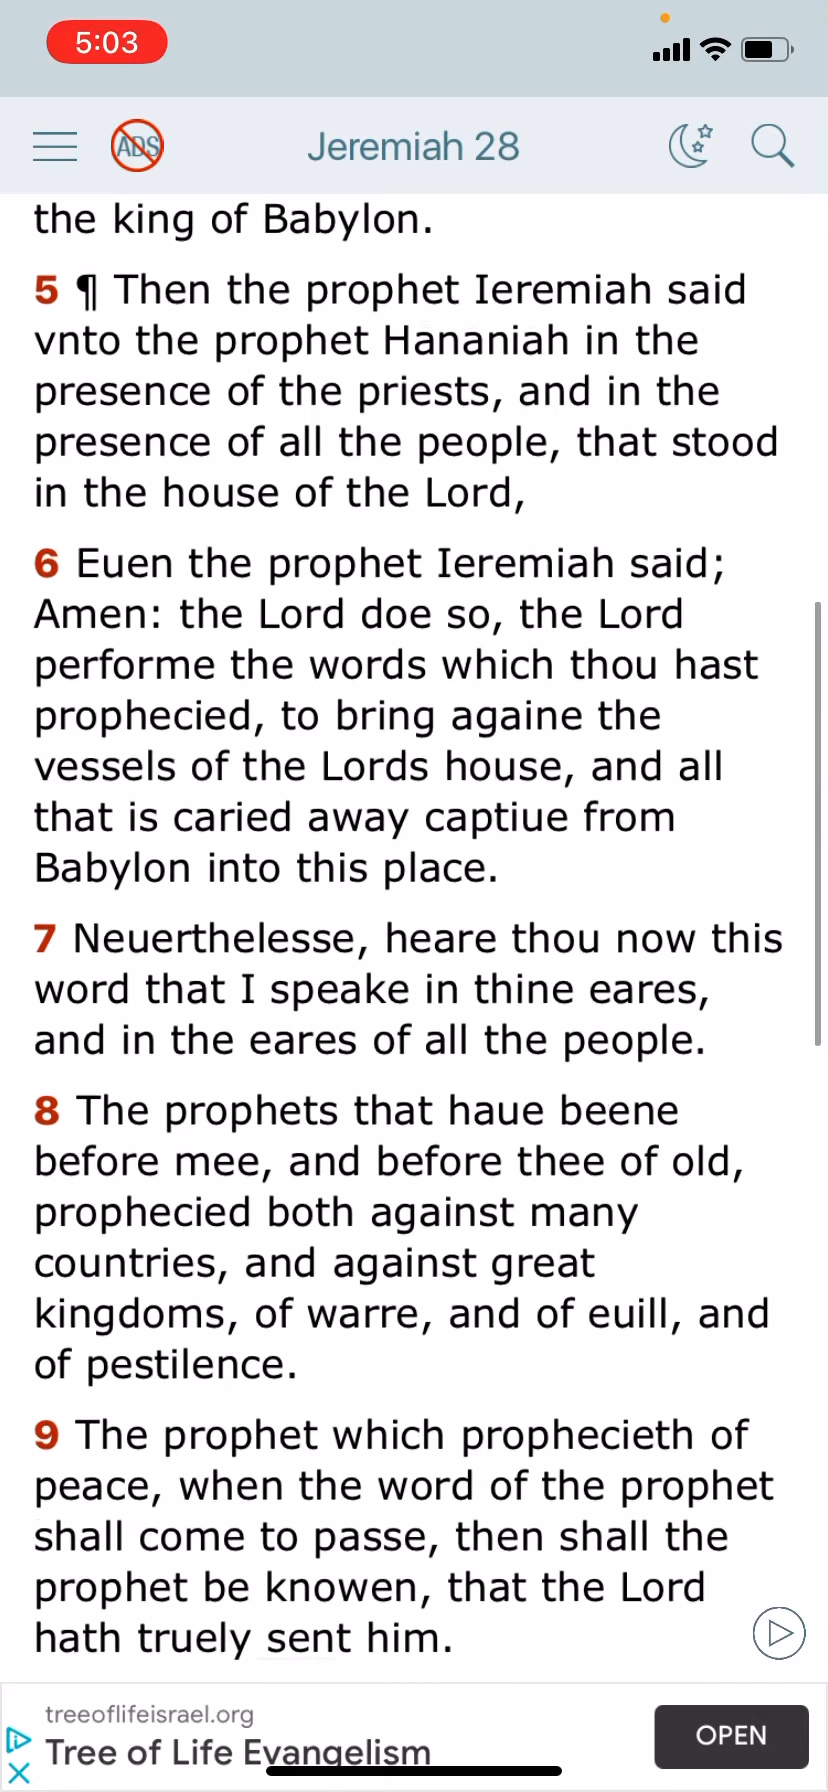 5:03
ADS
Jeremiah 28
the king of Babylon.
5 ¶ Then the prophet Ieremiah said
vnto the prophet Hananiah in the
presence of the priests, and in the
presence of all the people, that stood
in the house of the Lord,
6 Euen the prophet Ieremiah said;
Amen: the Lord doe so, the Lord
performe the words which thou hast
prophecied, to bring againe the
vessels of the Lords house, and all
that is caried away captiue from
Babylon into this place.
7 Neuerthelesse, heare thou now this
word that I speake in thine eares,
and in the eares of all the people.
8 The prophets that haue beene
before mee, and before thee of old,
prophecied both against many
countries, and against great
kingdoms, of warre, and of euill, and
of pestilence.
9 The prophet which prophecieth of
peace, when the word of the prophet
shall come to passe, then shall the
prophet be knowen, that the Lord
hath truely sent him.
treeoflifeisrael.org
Tree of Life Evangelism
OPEN